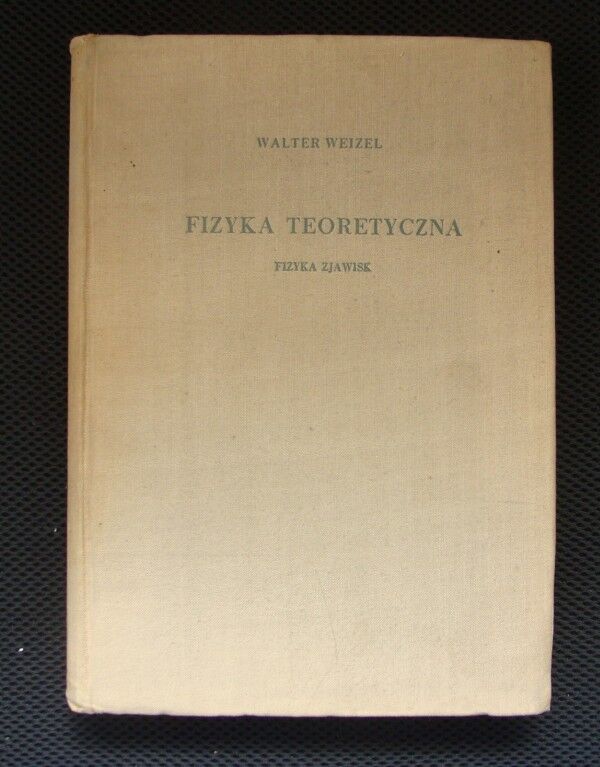 WALTER WEIZEL
FIZYKA TEORETYCZNA
FIZYKA ZJAWISK